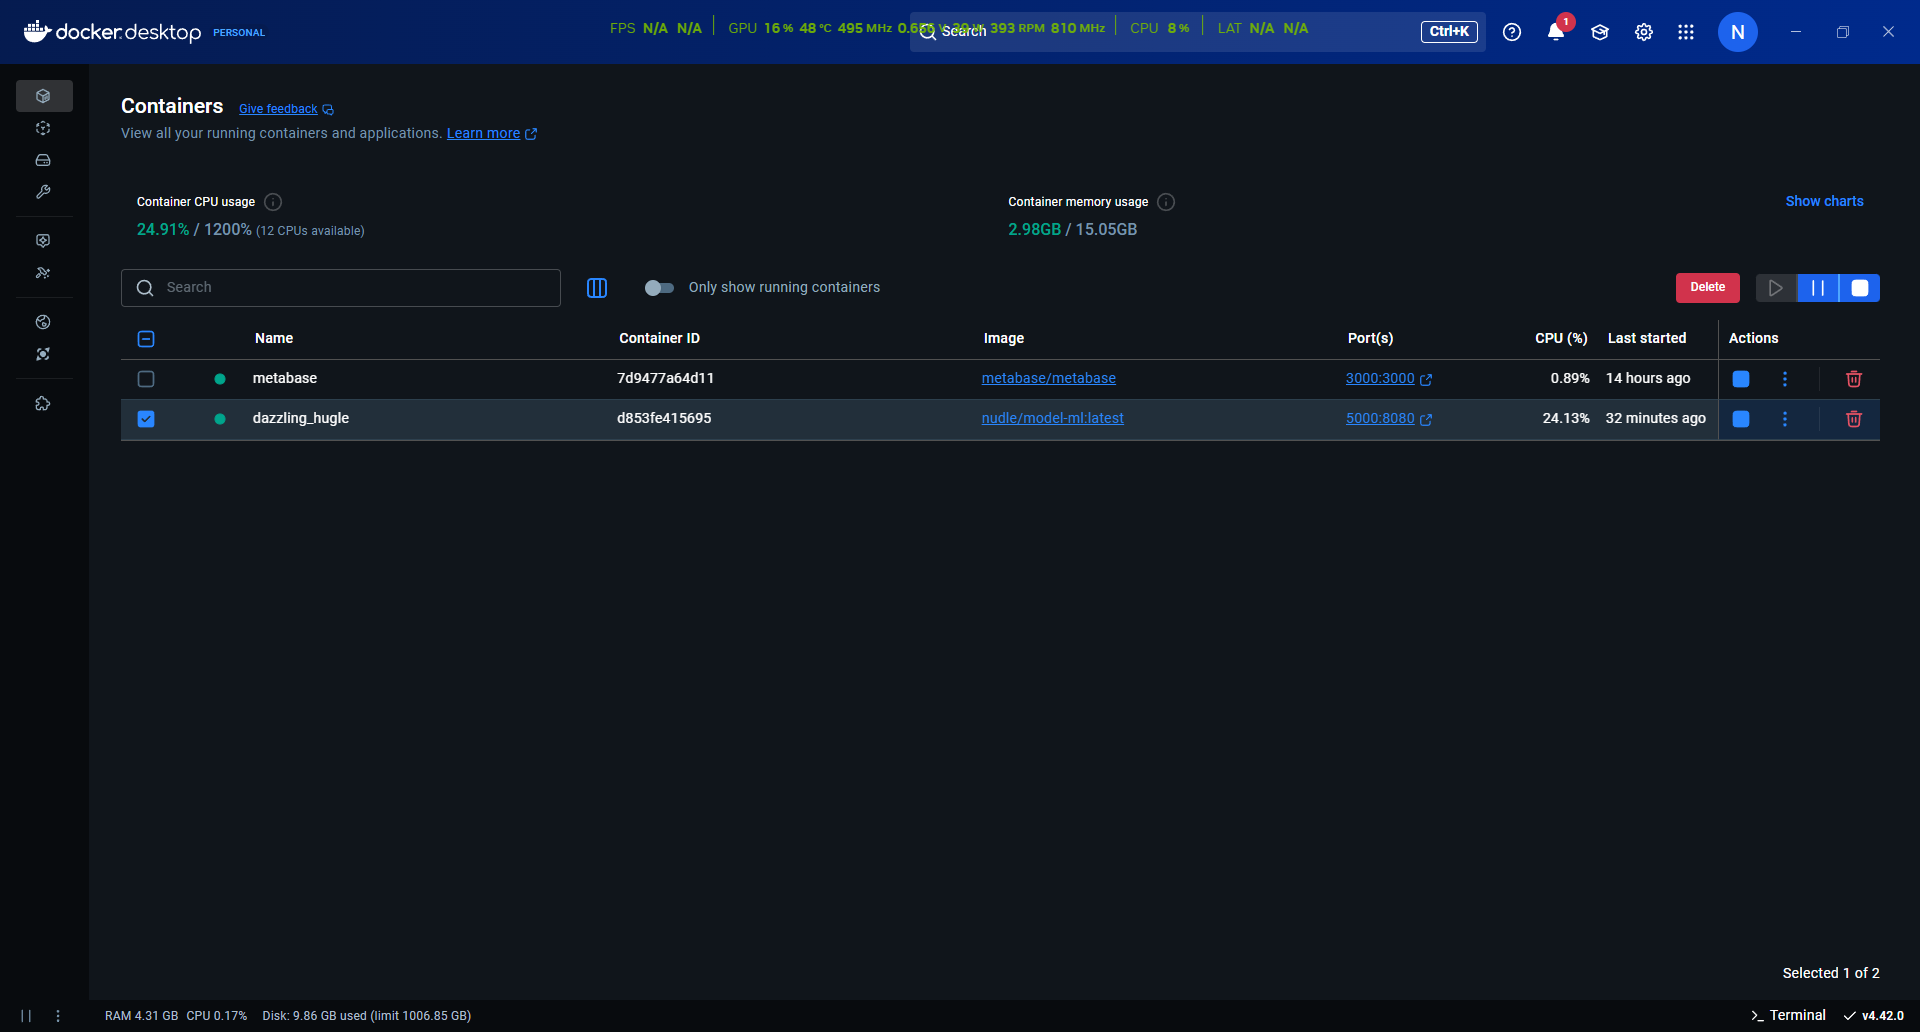 docker.desktop PERSONAL
FPS N/A N/A GPU 16 % 48 °C 495 MHz 393 RPM 810 MHz CPU 8 % LAT N/A N/A
Search
Ctrl+K
1
N
Containers Give feedback
View all your running containers and applications. Learn more
Container CPU usage
24.91% / 1200% (12 CPUs available)
Container memory usage
2.98GB / 15.05GB
Show charts
Search
Only show running containers
Delete
Name Container ID Image Port(s) CPU (%) Last started Actions
metabase 7d9477a64d11 metabase/metabase 3000:3000 0.89% 14 hours ago
dazzling_hugle d853fe415695 nudle/model-ml:latest 5000:8080 24.13% 32 minutes ago
Selected 1 of 2
RAM 4.31 GB CPU 0.17% Disk: 9.86 GB used (limit 1006.85 GB)
Terminal v4.42.0